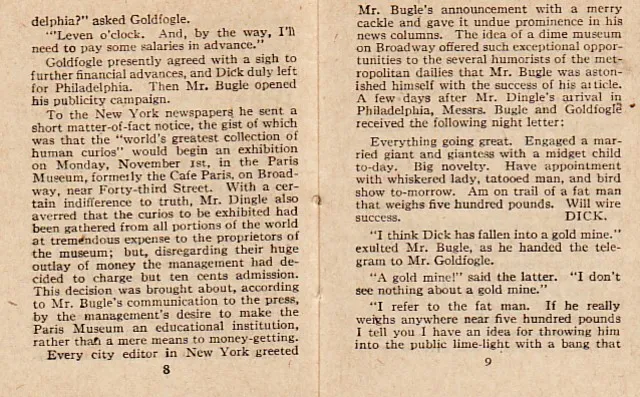 delphia?" asked Goldfogle.
"'Leven o'clock. And, by the way, I'll
need to pay some salaries in advance."
Goldfogle presently agreed with a sigh to
further financial advances, and Dick duly left
for Philadelphia. Then Mr. Bugle opened
his publicity campaign.
To the New York newspapers he sent a
short matter-of-fact notice, the gist of which
was that the "world's greatest collection of
human curios" would begin an exhibition
on Monday, November 1st, in the Paris
Museum, formerly the Cafe Paris, on Broad-
way, near Forty-third Street. With a cer-
tain indifference to truth, Mr. Dingle also
averred that the curios to be exhibited had
been gathered from all portions of the world
at tremendous expense to the proprietors of
the museum; but, disregarding their huge
outlay of money the management had de-
cided to charge but ten cents admission.
This decision was brought about, according
to Mr. Bugle's communication to the press,
by the management's desire to make the
Paris Museum an educational institution,
rather than a mere means to money-getting.
Every city editor in New York greeted
8
Mr. Bugle's announcement with a merry
cackle and gave it undue prominence in his
news columns. The idea of a dime museum
on Broadway offered such exceptional oppor-
tunities to the several humorists of the met-
ropolitan dailies that Mr. Bugle was aston-
ished himself with the success of his article.
A few days after Mr. Dingle's arrival in
Philadelphia, Messrs. Bugle and Goldfogle
received the following night letter:
Everything going great. Engaged a mar-
ried giant and giantess with a midget child
to-day. Big novelty. Have appointment
with whiskered lady, tatooed man, and bird
show to-morrow. Am on trail of a fat man
that weighs five hundred pounds. Will wire
success. DICK.
"I think Dick has fallen into a gold mine."
exulted Mr. Bugle, as he handed the tele-
gram to Mr. Goldfogle.
"A gold mine!" said the latter. "I don't
see nothing about a gold mine."
"I refer to the fat man. If he really
weighs anywhere near five hundred pounds
I tell you I have an idea for throwing him
into the public lime-light with a bang that
9